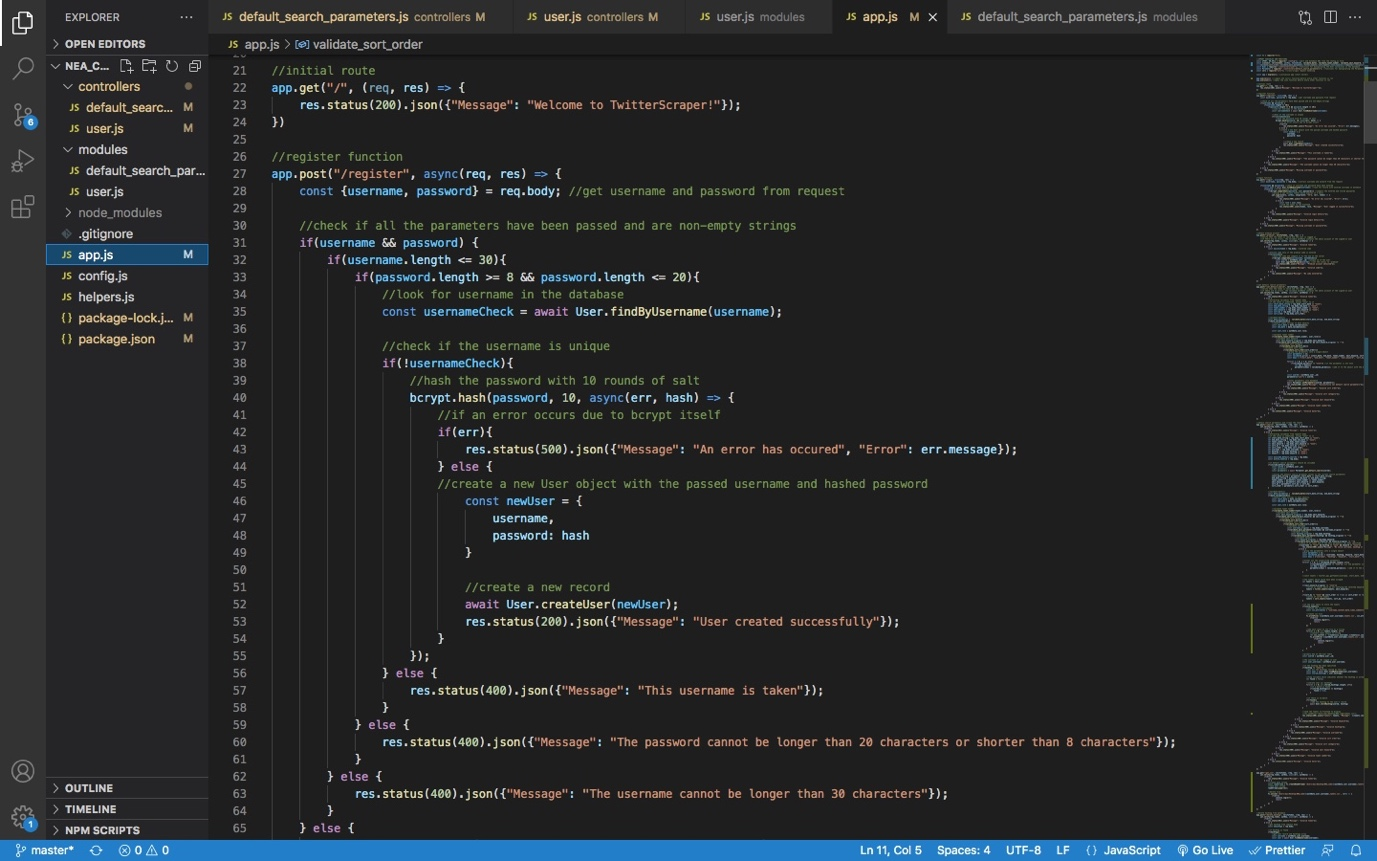 EXPLORER
···
OPEN EDITORS
NEA_C...
controllers
JS default_searc... M
JS user.js M
modules
JS default_search_par...
JS user.js
node_modules
.gitignore
JS app.js M
JS config.js
JS helpers.js
{} package-lock.j... M
{} package.json M
OUTLINE
TIMELINE
NPM SCRIPTS
6
1
JS default_search_parameters.js controllers M
JS user.js controllers M
JS user.js modules
JS app.js M
JS default_search_parameters.js modules
···
JS app.js > validate_sort_order
21 //initial route
22 app.get("/", (req, res) => {
23 res.status(200).json({"Message": "Welcome to TwitterScraper!"});
24 })
25
26 //register function
27 app.post("/register", async(req, res) => {
28 const {username, password} = req.body; //get username and password from request
29
30 //check if all the parameters have been passed and are non-empty strings
31 if(username && password) {
32 if(username.length <= 30){
33 if(password.length >= 8 && password.length <= 20){
34 //look for username in the database
35 const usernameCheck = await User.findByUsername(username);
36
37 //check if the username is unique
38 if(!usernameCheck){
39 //hash the password with 10 rounds of salt
40 bcrypt.hash(password, 10, async(err, hash) => {
41 //if an error occurs due to bcrypt itself
42 if(err){
43 res.status(500).json({"Message": "An error has occured", "Error": err.message});
44 } else {
45 //create a new User object with the passed username and hashed password
46 const newUser = {
47 username,
48 password: hash
49 }
50
51 //create a new record
52 await User.createUser(newUser);
53 res.status(200).json({"Message": "User created successfully"});
54 }
55 });
56 } else {
57 res.status(400).json({"Message": "This username is taken"});
58 }
59 } else {
60 res.status(400).json({"Message": "The password cannot be longer than 20 characters or shorter than 8 characters"});
61 }
62 } else {
63 res.status(400).json({"Message": "The username cannot be longer than 30 characters"});
64 }
65 } else {
master* 0 0 Ln 11, Col 5 Spaces: 4 UTF-8 LF {} JavaScript Go Live Prettier